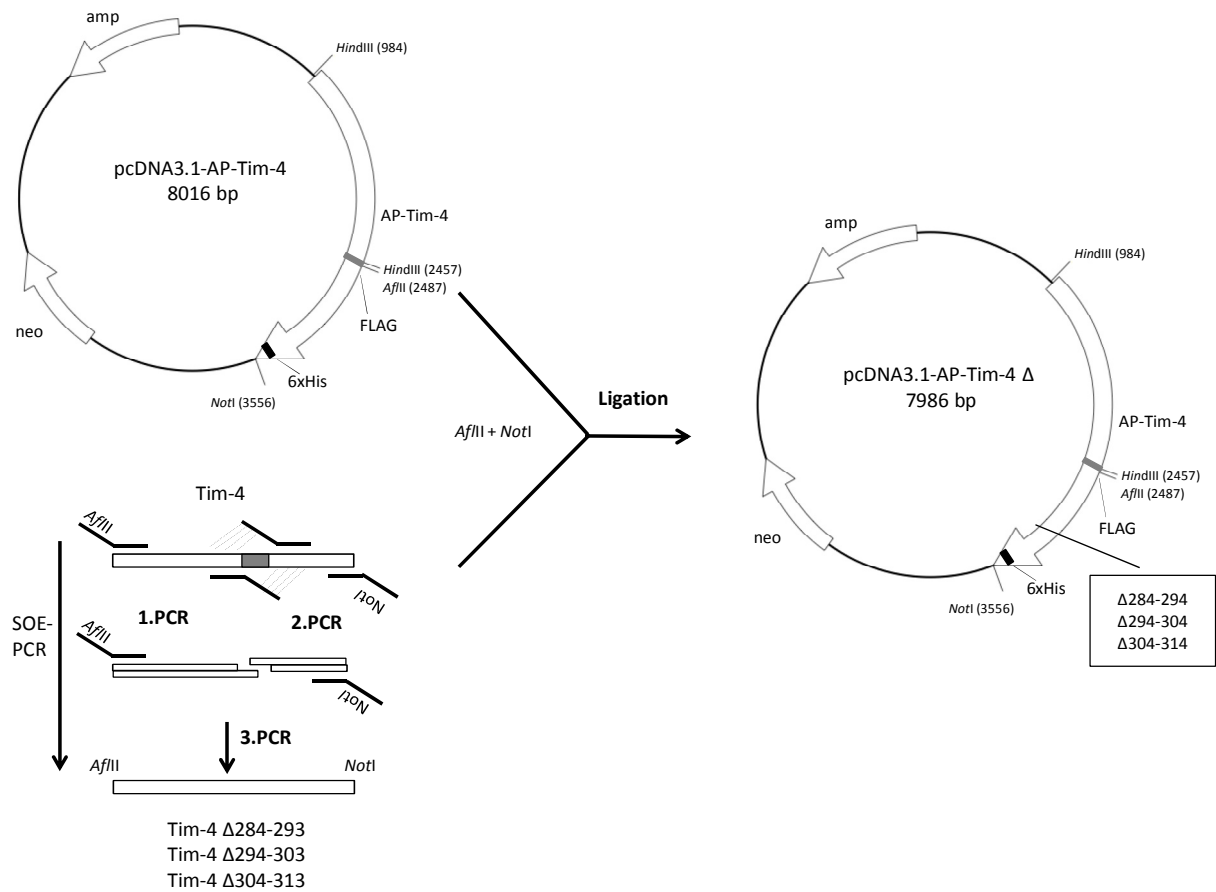 amp
HindIII (984)
pcDNA3.1-AP-Tim-4
8016 bp
AP-Tim-4
HindIII (2457)
AflII (2487)
FLAG
neo
6xHis
NotI (3556)
AflII + NotI
Ligation
amp
HindIII (984)
pcDNA3.1-AP-Tim-4 Δ
7986 bp
AP-Tim-4
HindIII (2457)
AflII (2487)
FLAG
neo
6xHis
NotI (3556)
Δ284-294
Δ294-304
Δ304-314
Tim-4
AflII
NotI
SOE-
PCR
1.PCR
2.PCR
AflII
NotI
3.PCR
AflII
NotI
Tim-4 Δ284-293
Tim-4 Δ294-303
Tim-4 Δ304-313